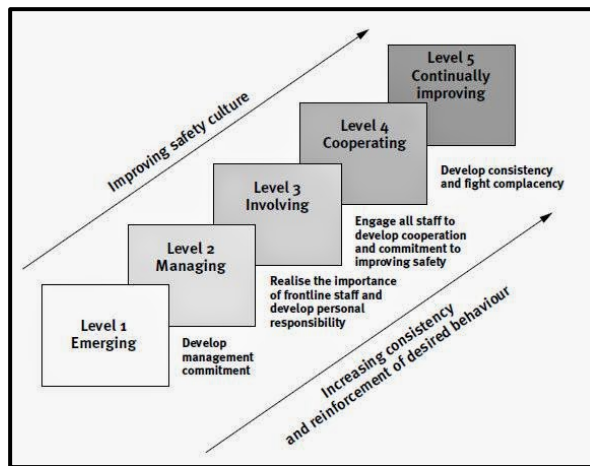 Level 5
Continually
improving
Improving safety culture
Level 4
Cooperating
Develop consistency
and fight complacency
Level 3
Involving
Engage all staff to
develop cooperation
and commitment to
improving safety
Level 2
Managing
Realise the importance
of frontline staff and
develop personal
responsibility
Level 1
Emerging
Develop
management
commitment
Increasing consistency
and reinforcement of desired behaviour